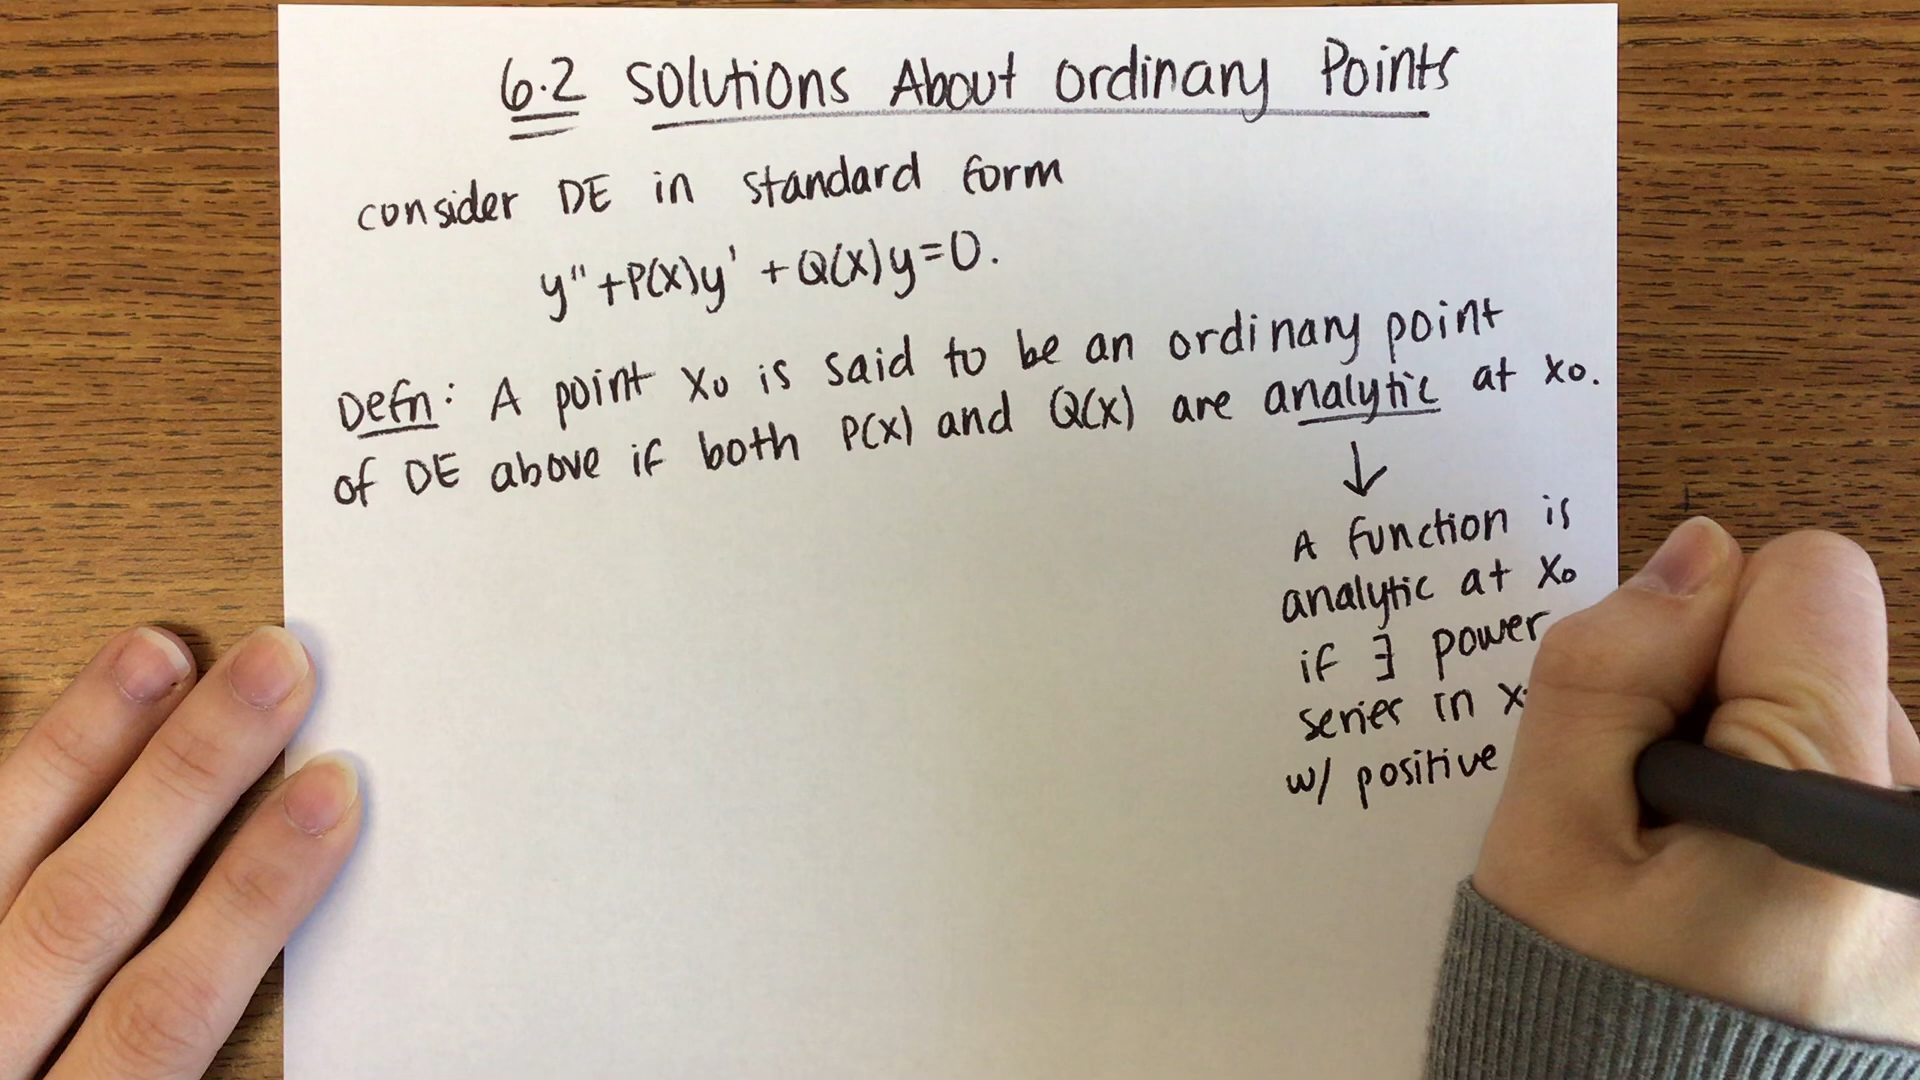 6.2 Solutions About Ordinary Points
consider DE in standard form
y" + P(x)y' + Q(x)y = 0.
Defn: A point x₀ is said to be an ordinary point
of DE above if both P(x) and Q(x) are analytic at x₀.
↓
A function is
analytic at x₀
if ∃ power
series in x
w/ positive